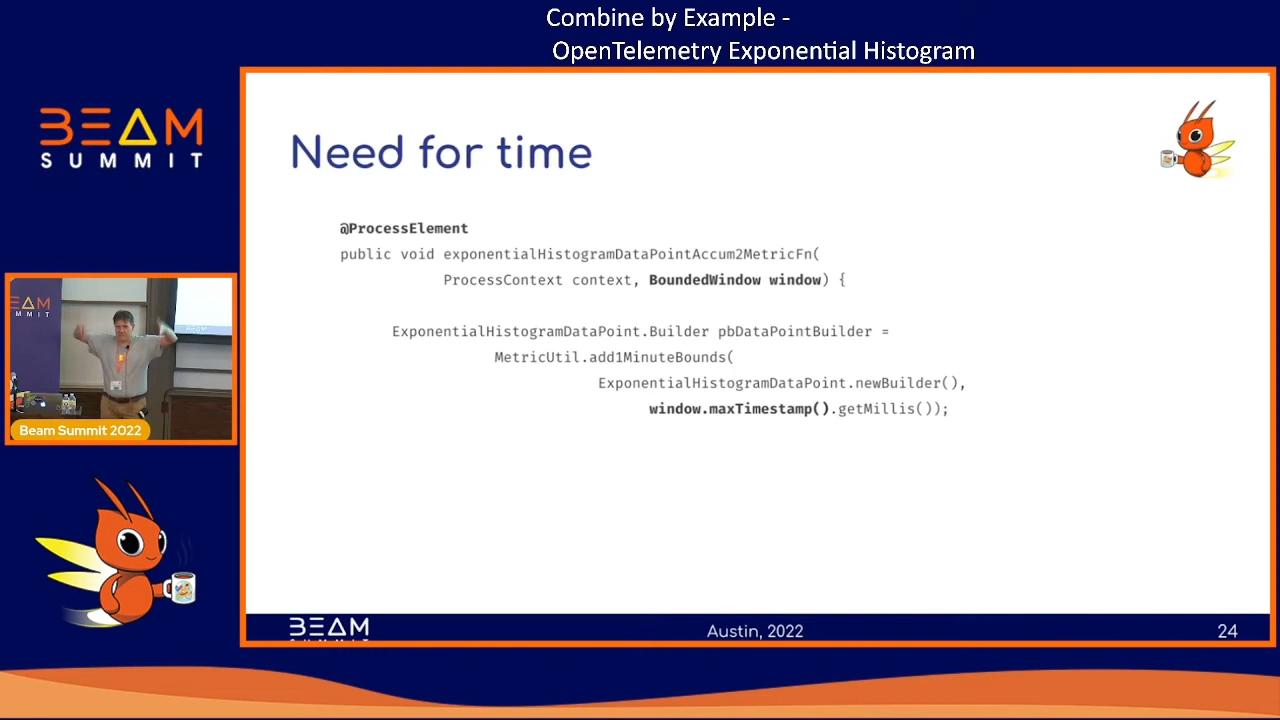 Combine by Example -
OpenTelemetry Exponential Histogram
BEAM
SUMMIT
Need for time
@ProcessElement
public void exponentialHistogramDataPointAccum2MetricFn(
ProcessContext context, BoundedWindow window) {
ExponentialHistogramDataPoint.Builder pbDataPointBuilder =
MetricUtil.add1MinuteBounds(
ExponentialHistogramDataPoint.newBuilder(),
window.maxTimestamp().getMillis());
Beam Summit 2022
BEAM
Austin, 2022
24